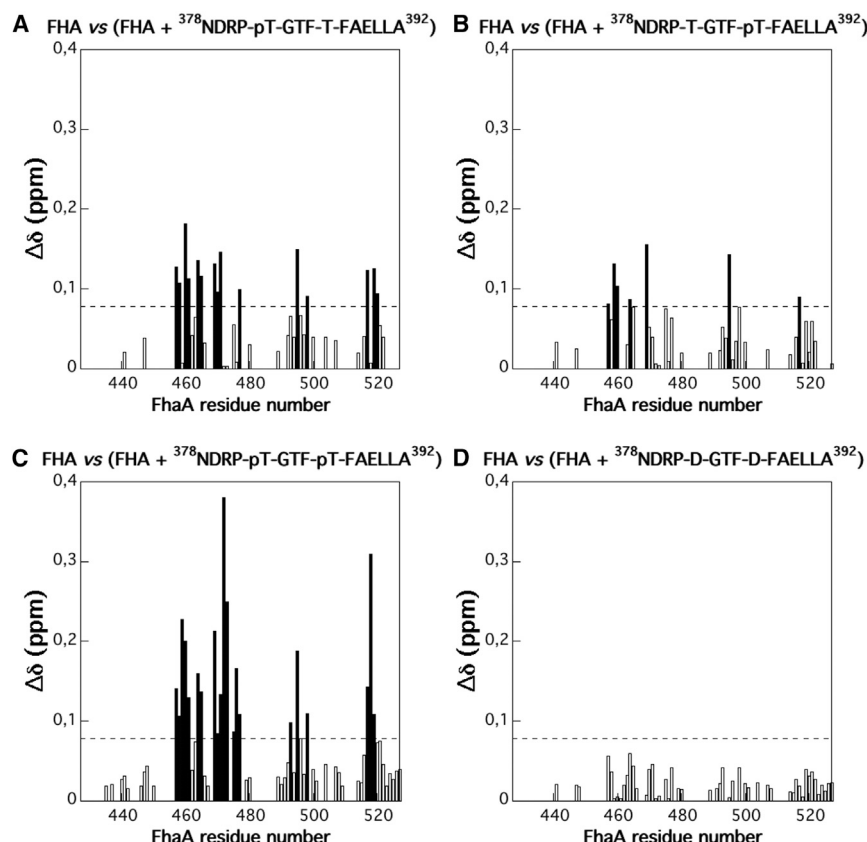 A FHA vs (FHA + ³⁷⁸NDRP-pT-GTF-T-FAELLA³⁹²)
0,4
0,3
0,2
0,1
0
Δδ (ppm)
440 460 480 500 520
FhaA residue number
B FHA vs (FHA + ³⁷⁸NDRP-T-GTF-pT-FAELLA³⁹²)
0,4
0,3
0,2
0,1
0
Δδ (ppm)
440 460 480 500 520
FhaA residue number
C FHA vs (FHA + ³⁷⁸NDRP-pT-GTF-pT-FAELLA³⁹²)
0,4
0,3
0,2
0,1
0
Δδ (ppm)
440 460 480 500 520
FhaA residue number
D FHA vs (FHA + ³⁷⁸NDRP-D-GTF-D-FAELLA³⁹²)
0,4
0,3
0,2
0,1
0
Δδ (ppm)
440 460 480 500 520
FhaA residue number